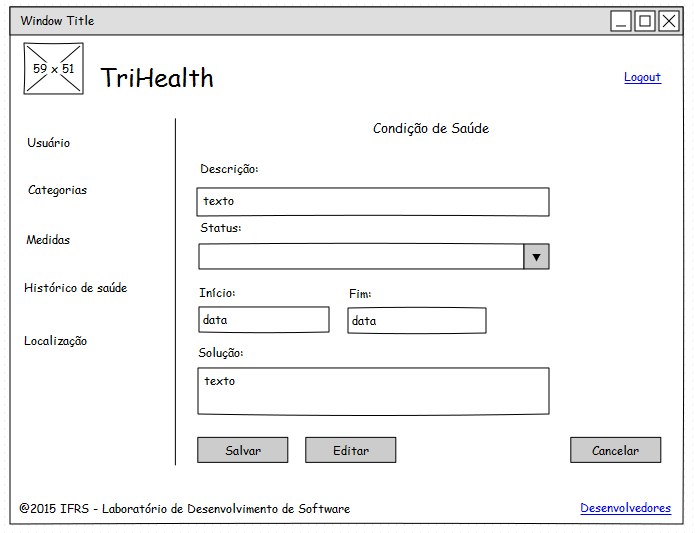 Window Title
59 x 51
TriHealth
Logout
Condição de Saúde
Usuário
Categorias
Medidas
Histórico de saúde
Localização
Descrição:
texto
Status:
Início:
Fim:
data
data
Solução:
texto
Salvar
Editar
Cancelar
@2015 IFRS - Laboratório de Desenvolvimento de Software
Desenvolvedores